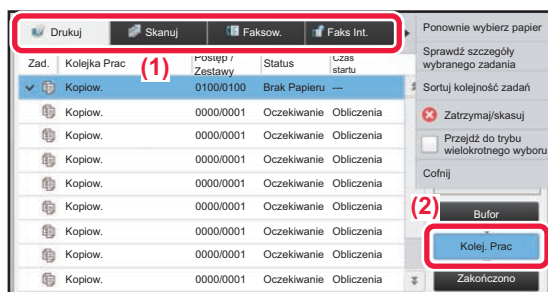 Drukuj Skanuj Faksow. Faks Int.
(1)
Zad. Kolejka Prac Postęp / Zestawy Status Czas startu
Kopiow. 0100/0100 Brak Papieru ---
Kopiow. 0000/0001 Oczekiwanie Obliczenia
Kopiow. 0000/0001 Oczekiwanie Obliczenia
Kopiow. 0000/0001 Oczekiwanie Obliczenia
Kopiow. 0000/0001 Oczekiwanie Obliczenia
Kopiow. 0000/0001 Oczekiwanie Obliczenia
Kopiow. 0000/0001 Oczekiwanie Obliczenia
Kopiow. 0000/0001 Oczekiwanie Obliczenia
Kopiow. 0000/0001 Oczekiwanie Obliczenia
Ponownie wybierz papier
Sprawdź szczegóły
wybranego zadania
Sortuj kolejność zadań
Zatrzymaj/skasuj
Przejdź do trybu
wielokrotnego wyboru
Cofnij
(2)
Bufor
Kolej. Prac
Zakończono